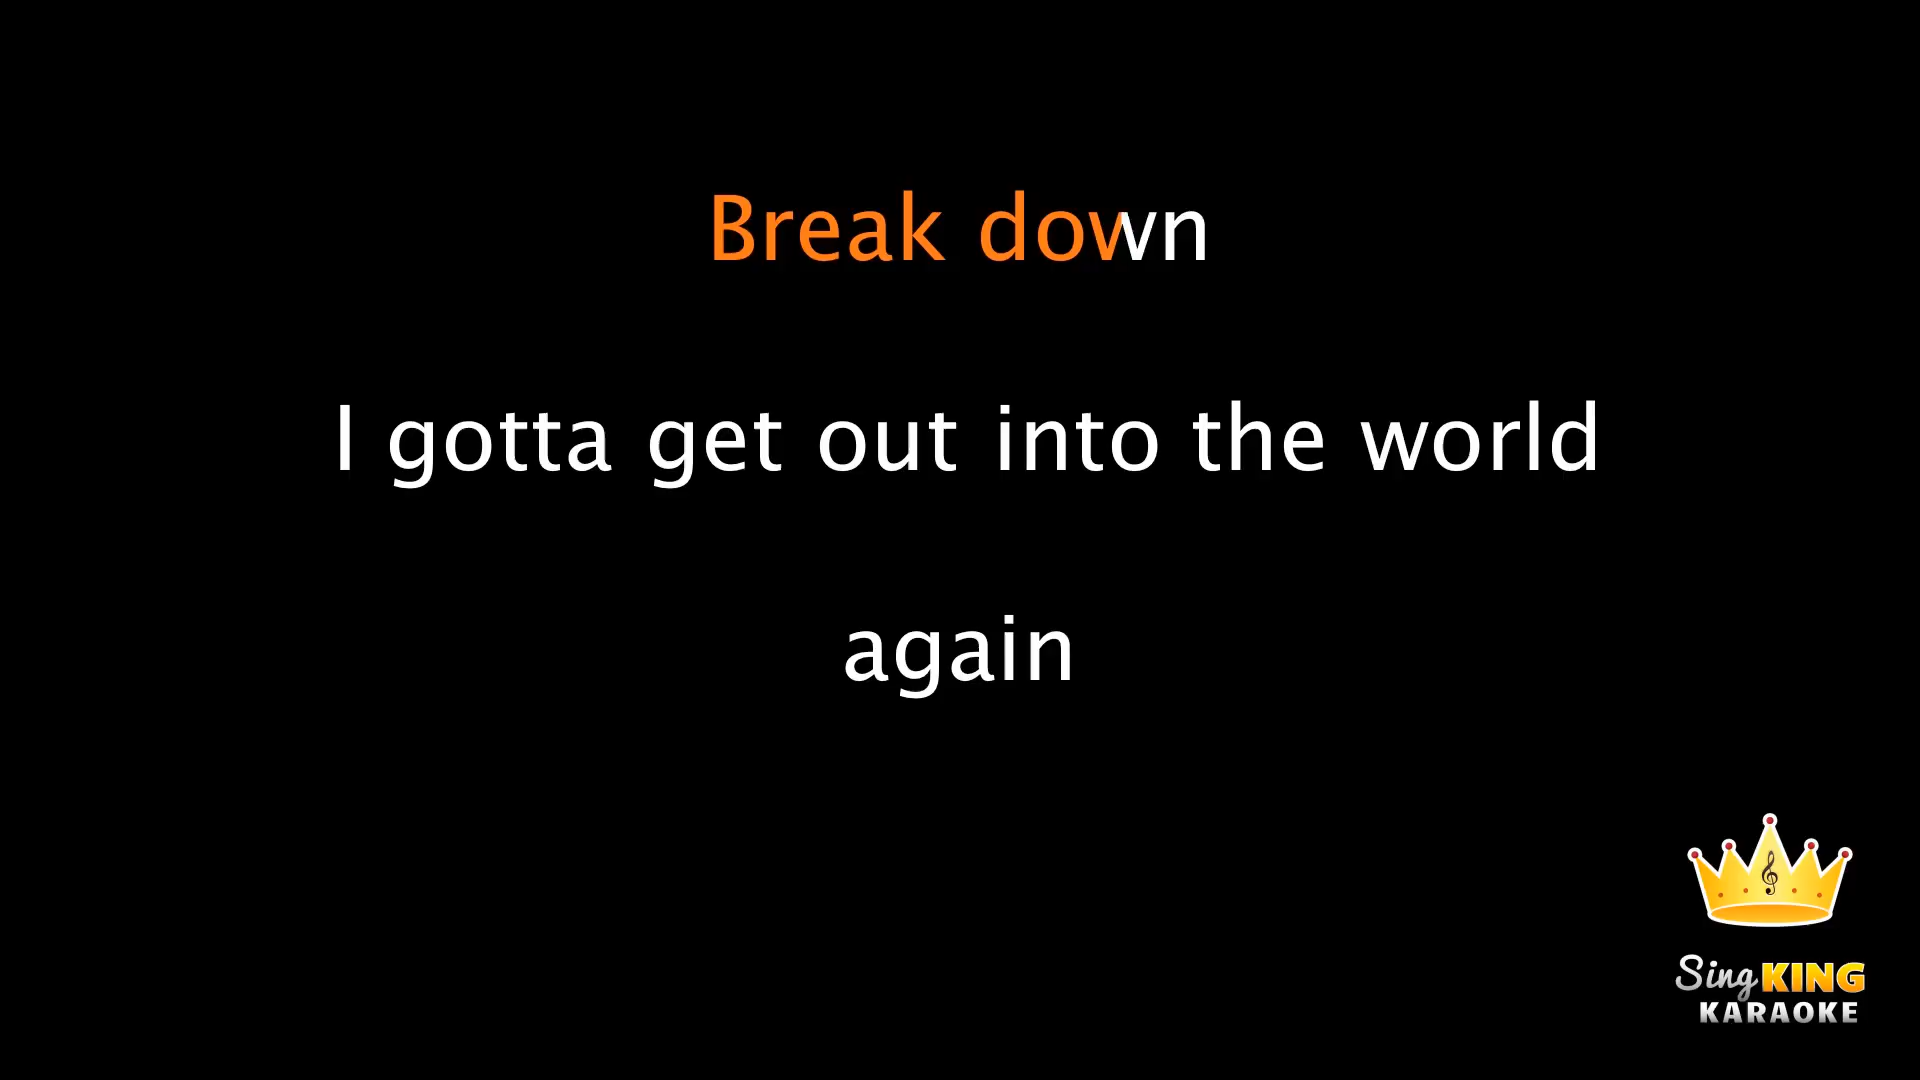 Break down
I gotta get out into the world
again
Sing KING
KARAOKE